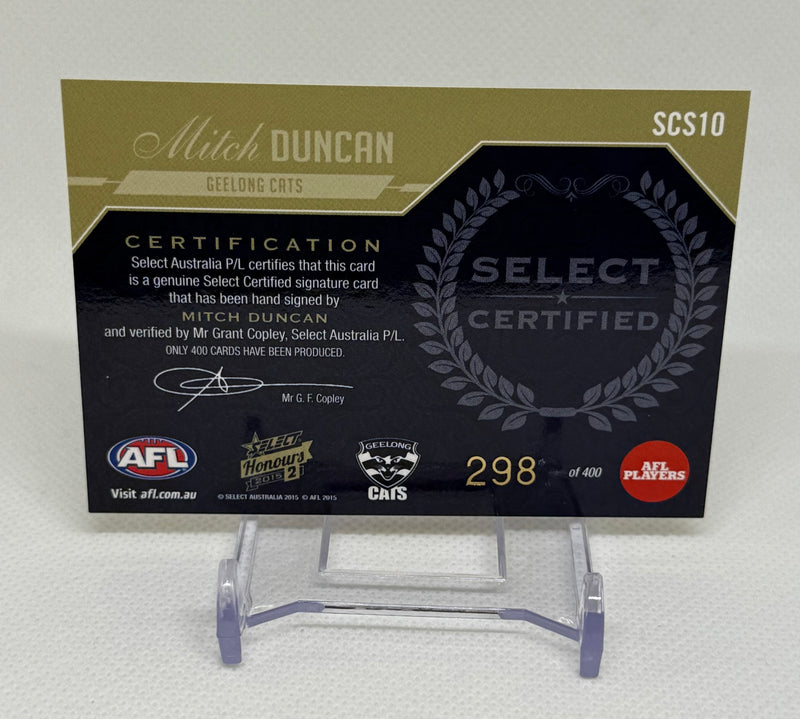 Mitch DUNCAN
SCS10
GEELONG CATS
CERTIFICATION
Select Australia P/L certifies that this card
is a genuine Select Certified signature card
that has been hand signed by
MITCH DUNCAN
and verified by Mr Grant Copley, Select Australia P/L.
ONLY 400 CARDS HAVE BEEN PRODUCED.
Mr G. F. Copley
SELECT
CERTIFIED
AFL
Visit afl.com.au
SELECT
Honours
2015 2
© SELECT AUSTRALIA 2015 © AFL 2015
GEELONG
CATS
298 of 400
AFL
PLAYERS